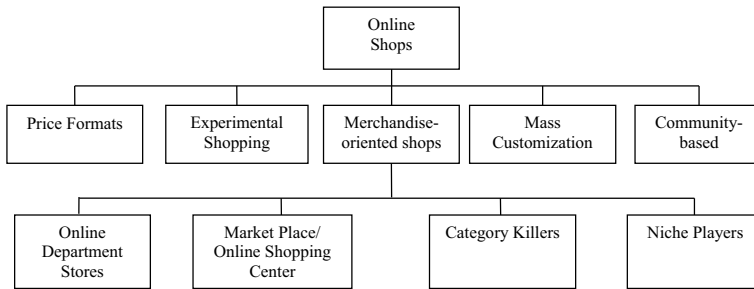 Online
Shops
Price Formats
Experimental
Shopping
Merchandise-
oriented shops
Mass
Customization
Community-
based
Online
Department
Stores
Market Place/
Online Shopping
Center
Category Killers
Niche Players